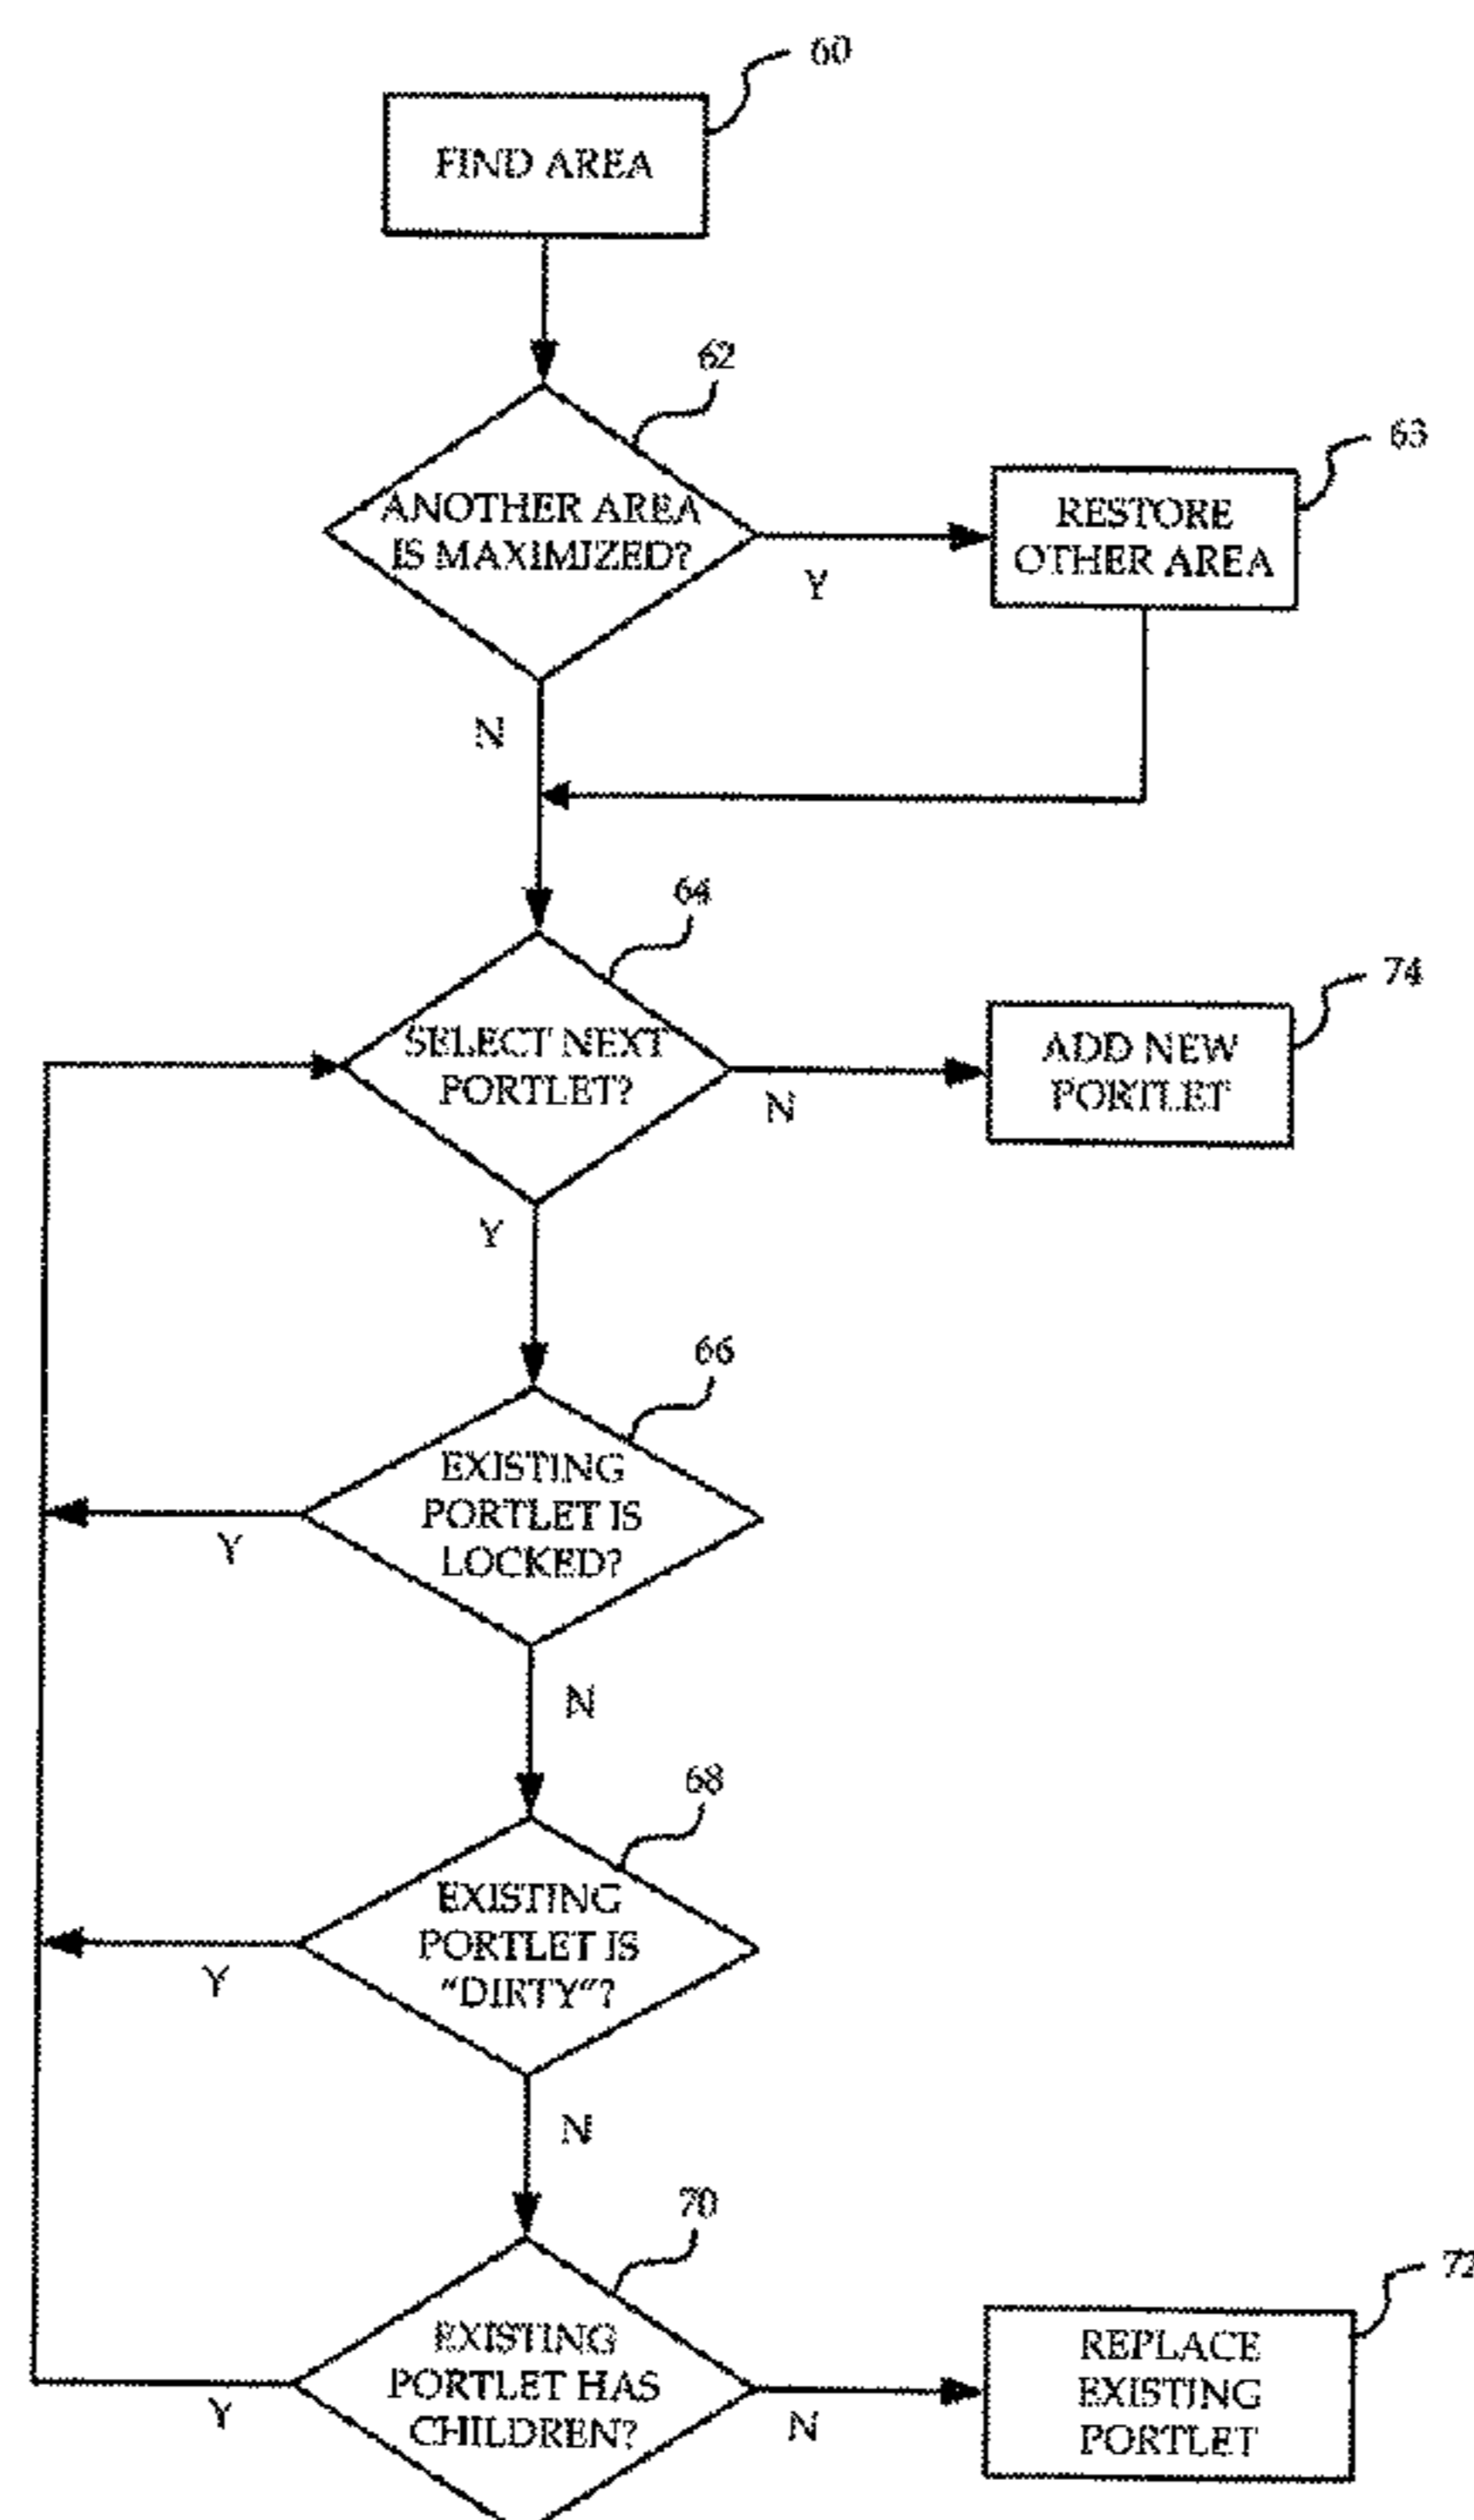 60
FIND AREA
62
ANOTHER AREA
IS MAXIMIZED?
Y
63
RESTORE
OTHER AREA
N
64
SELECT NEXT
PORTLET?
N
74
ADD NEW
PORTLET
Y
66
EXISTING
PORTLET IS
LOCKED?
Y
N
68
EXISTING
PORTLET IS
"DIRTY"?
Y
N
70
EXISTING
PORTLET HAS
CHILDREN?
Y
N
72
REPLACE
EXISTING
PORTLET